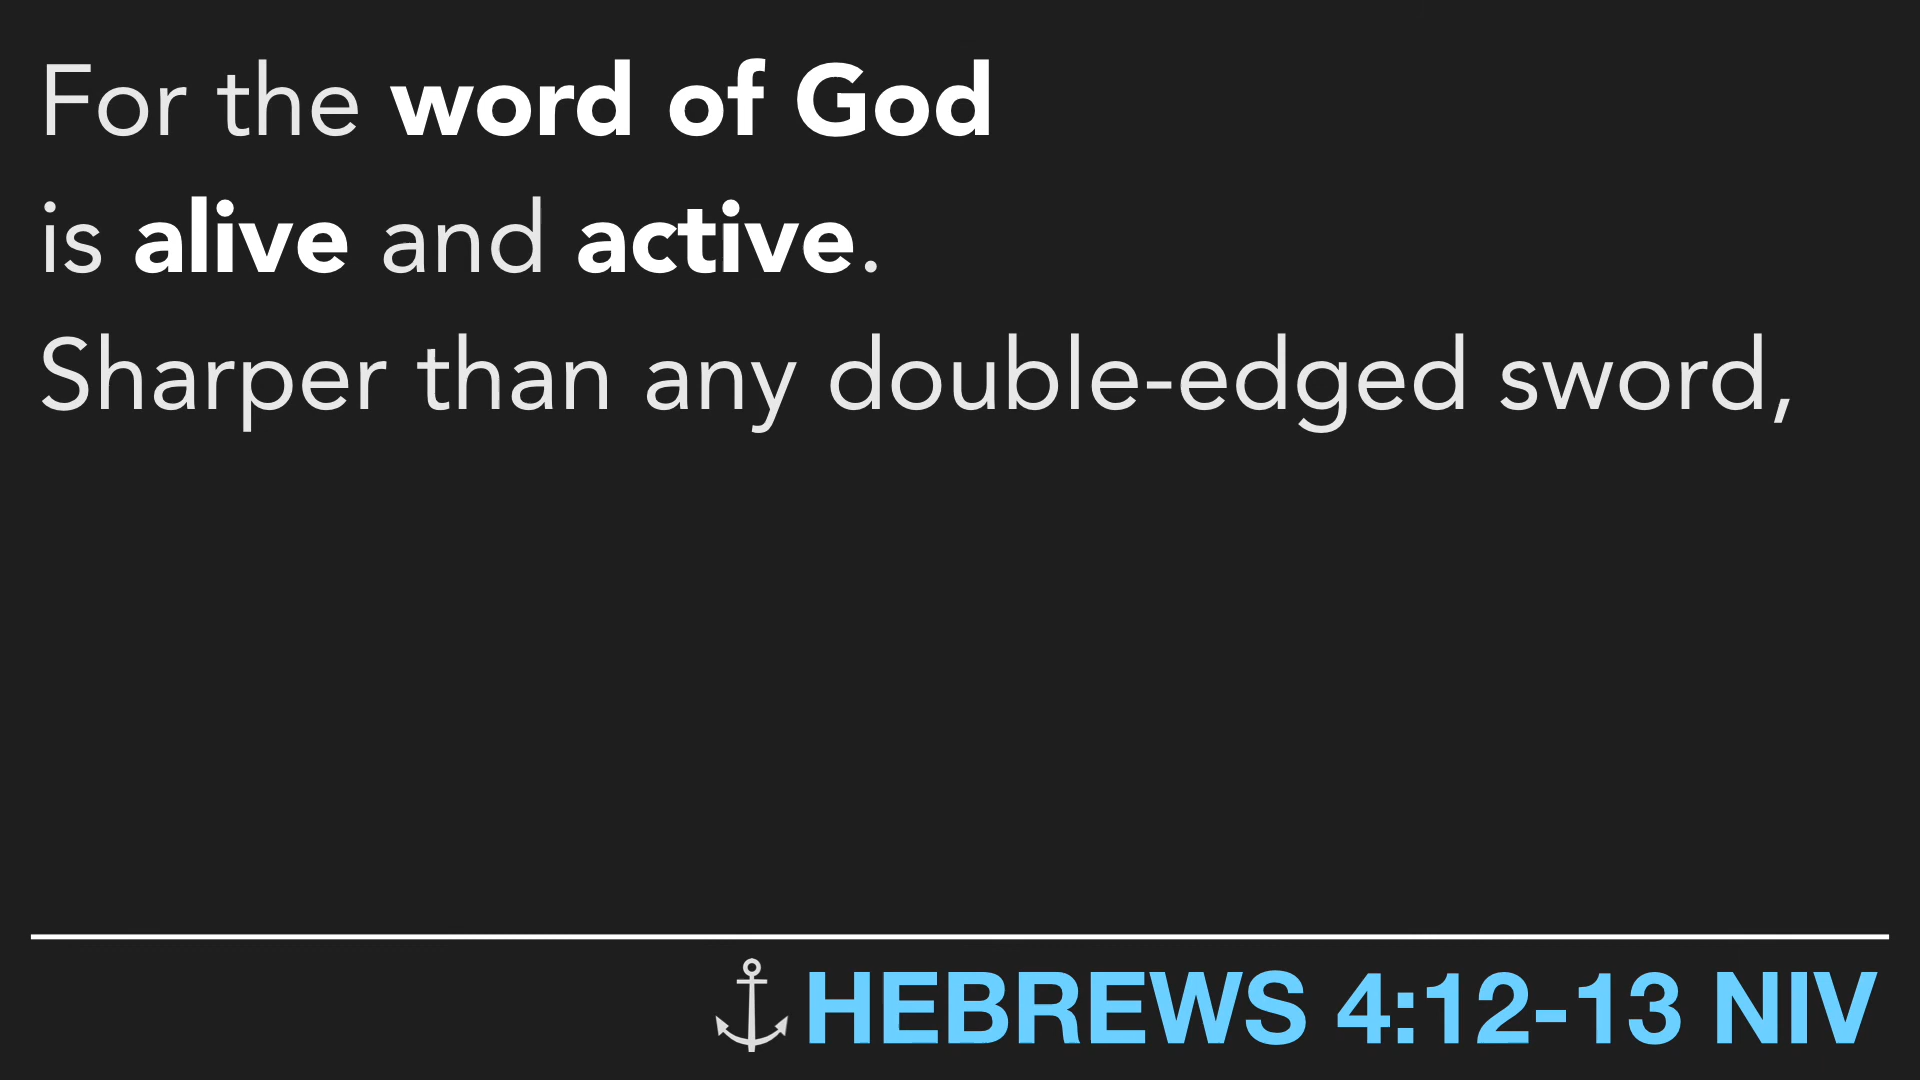 For the word of God
is alive and active.
Sharper than any double-edged sword,
HEBREWS 4:12-13 NIV